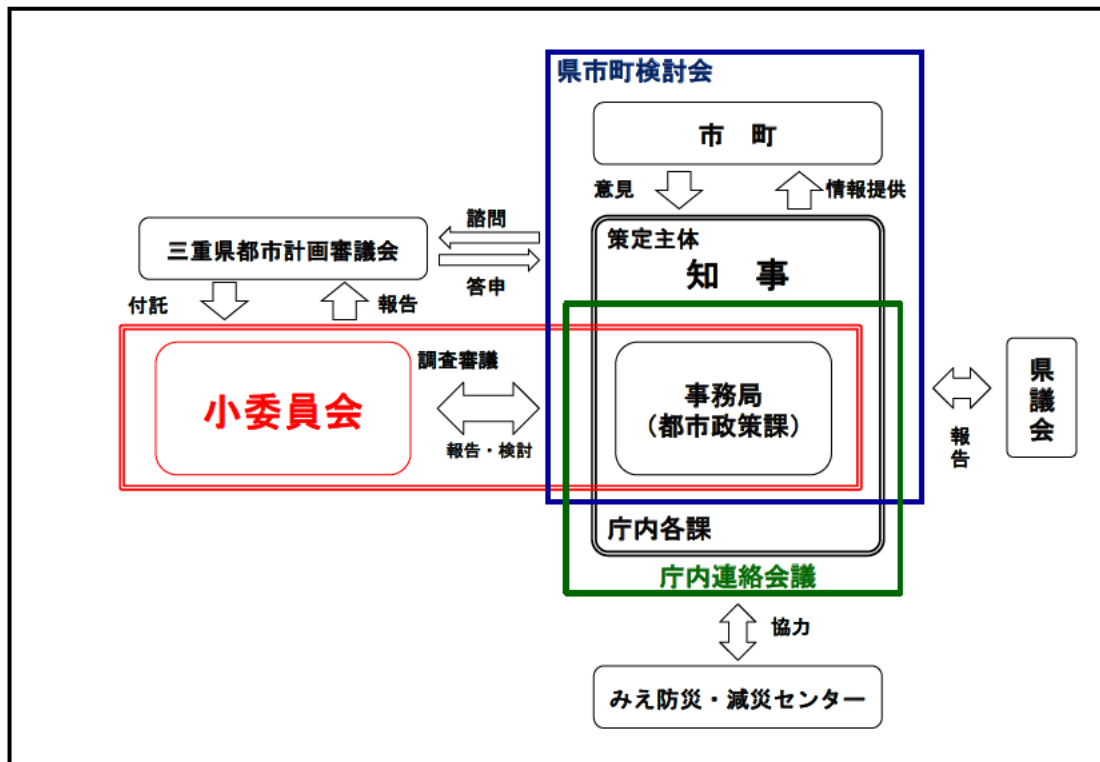 県市町検討会
市　町
意見
情報提供
諮問
三重県都市計画審議会
答申
策定主体
知　事
付託
報告
調査審議
小委員会
報告・検討
事務局
（都市政策課）
県議会
報告
庁内各課
庁内連絡会議
協力
みえ防災・減災センター